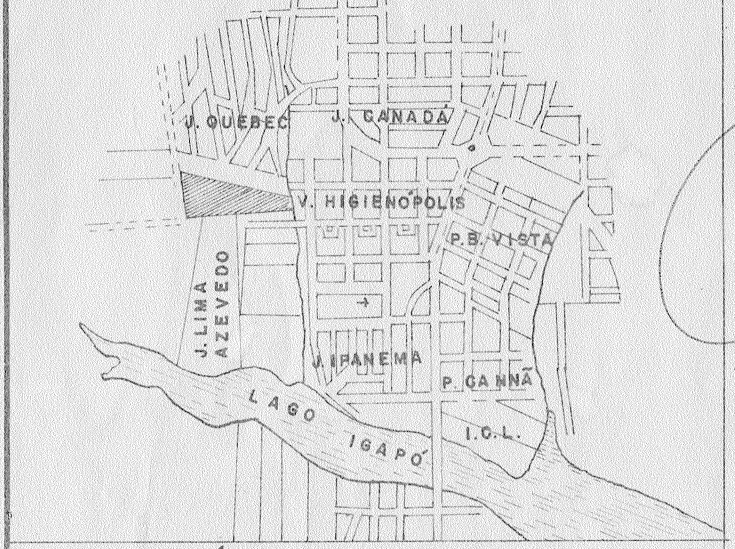 J. QUEBEC
J. CANADÁ
V. HIGIENÓPOLIS
P. B. VISTA
J. LIMA
AZEVEDO
J. IPANEMA
P. CANNÃ
LAGO IGAPÓ
I. C. L.